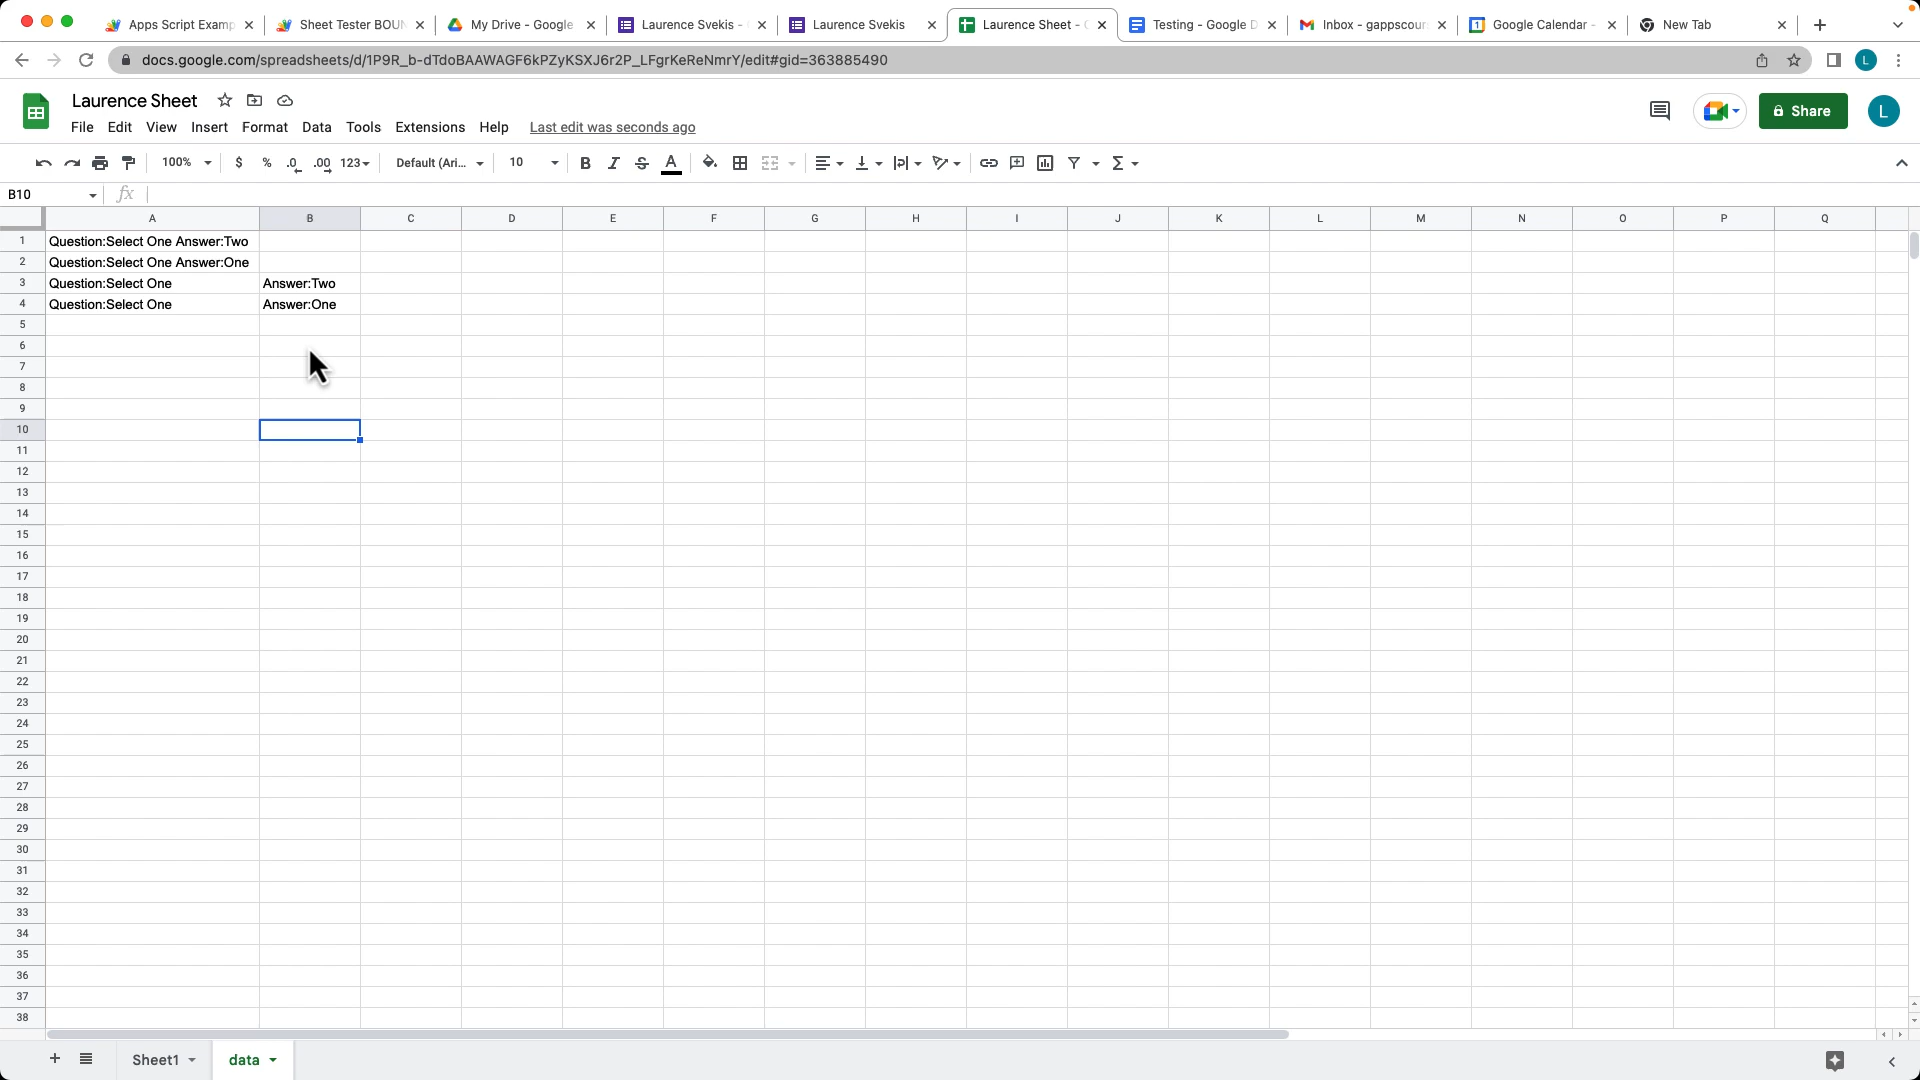 Apps Script Examp
Sheet Tester BOUN
My Drive - Google
Laurence Svekis -
Laurence Svekis
Laurence Sheet -
Testing - Google D
Inbox - gappscour
Google Calendar -
New Tab
docs.google.com/spreadsheets/d/1P9R_b-dTdoBAAWAGF6kPZyKSXJ6r2P_LFgrKeReNmrY/edit#gid=363885490
L
Laurence Sheet
Share
L
File Edit View Insert Format Data Tools Extensions Help Last edit was seconds ago
100% $ % .0 .00 123 Default (Ari... 10 B I S A Σ
B10 fx
A B C D E F G H I J K L M N O P Q
1 Question:Select One Answer:Two
2 Question:Select One Answer:One
3 Question:Select One Answer:Two
4 Question:Select One Answer:One
5
6
7
8
9
10
11
12
13
14
15
16
17
18
19
20
21
22
23
24
25
26
27
28
29
30
31
32
33
34
35
36
37
38
+ Sheet1 data